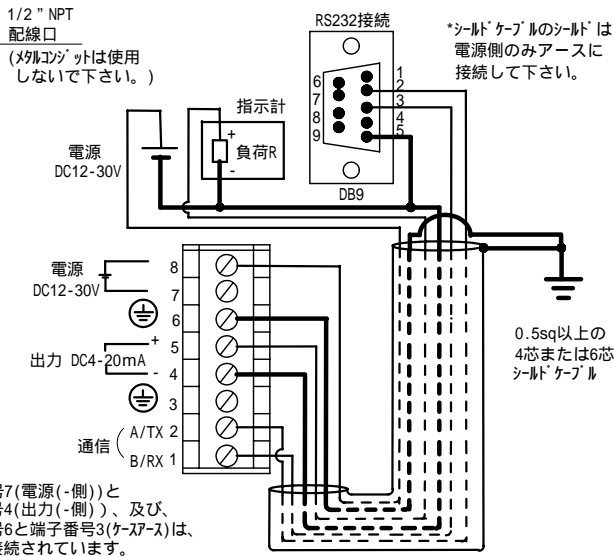 1/2 " NPT
配線口
(ﾒﾀﾙｺﾝｼﾞｯﾄは使用
しないで下さい。)
RS232接続
*ｼｰﾙﾄﾞｹｰﾌﾞﾙのｼｰﾙﾄﾞは
電源側のみアースに
接続して下さい。
6
7
8
9
1
2
3
4
5
DB9
指示計
+
負荷R
-
電源
DC12-30V
電源
DC12-30V
出力 DC4-20mA
+
-
通信
A/TX
B/RX
8
7
6
5
4
3
2
1
0.5sq以上の
4芯または6芯
ｼｰﾙﾄﾞｹｰﾌﾞﾙ
号7(電源(-側))と
号4(出力(-側) )、及び、
号6と端子番号3(ｹｰｽｱｰｽ)は、
接続されています。